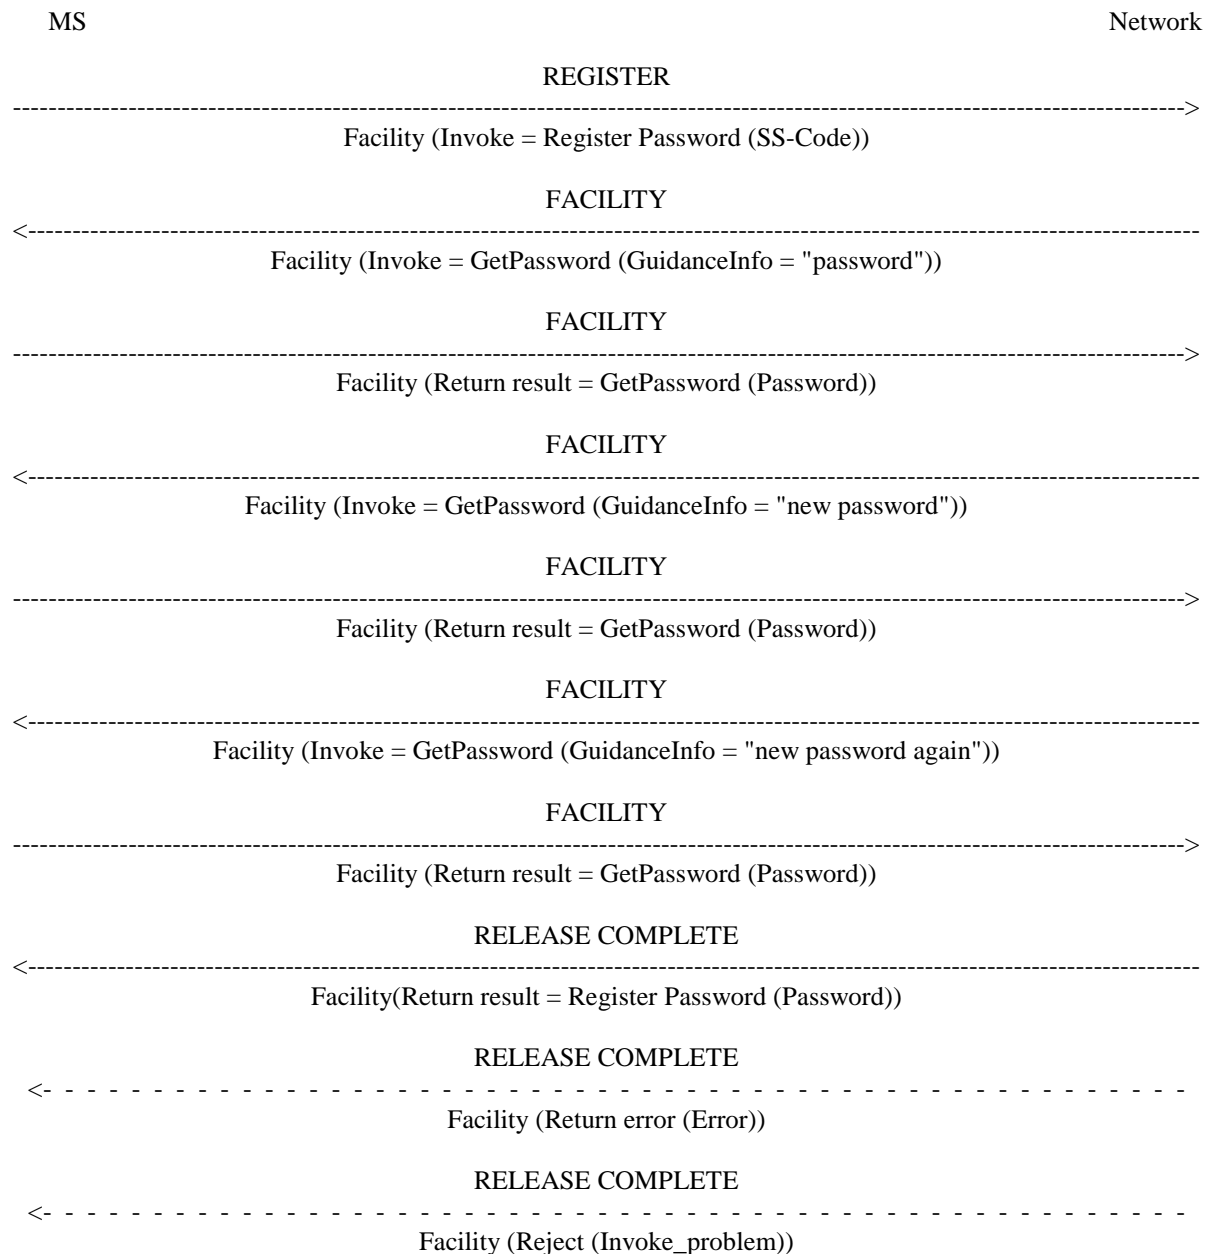 MS Network
REGISTER
Facility (Invoke = Register Password (SS-Code))
FACILITY
Facility (Invoke = GetPassword (GuidanceInfo = "password"))
FACILITY
Facility (Return result = GetPassword (Password))
FACILITY
Facility (Invoke = GetPassword (GuidanceInfo = "new password"))
FACILITY
Facility (Return result = GetPassword (Password))
FACILITY
Facility (Invoke = GetPassword (GuidanceInfo = "new password again"))
FACILITY
Facility (Return result = GetPassword (Password))
RELEASE COMPLETE
Facility(Return result = Register Password (Password))
RELEASE COMPLETE
Facility (Return error (Error))
RELEASE COMPLETE
Facility (Reject (Invoke_problem))